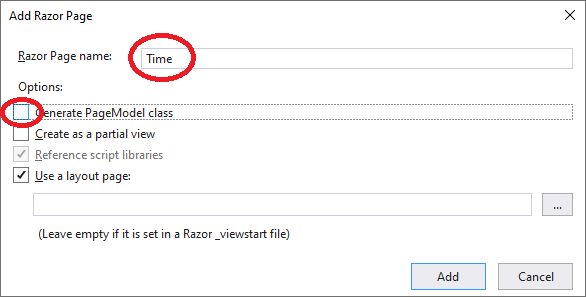 Add Razor Page
Razor Page name: Time
Options:
Generate PageModel class
Create as a partial view
Reference script libraries
Use a layout page:
...
(Leave empty if it is set in a Razor _viewstart file)
Add Cancel